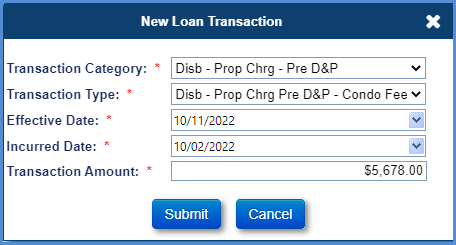 New Loan Transaction
Transaction Category: * Disb - Prop Chrg - Pre D&P
Transaction Type: * Disb - Prop Chrg Pre D&P - Condo Fee
Effective Date: * 10/11/2022
Incurred Date: * 10/02/2022
Transaction Amount: * $5,678.00
Submit Cancel